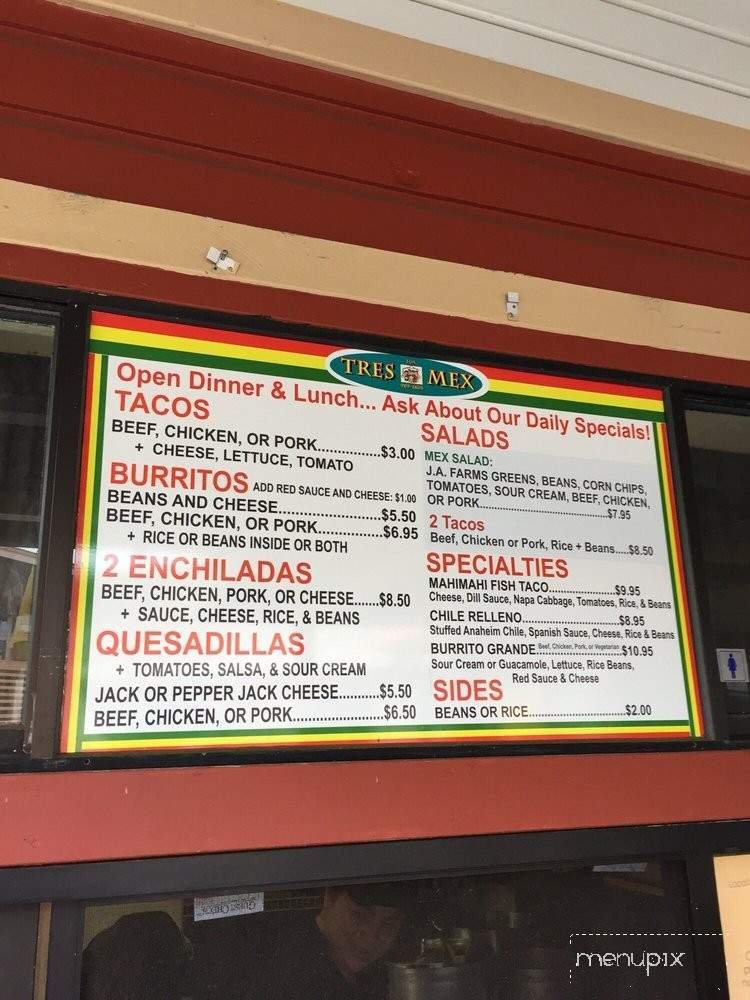 TRES MEX
Open Dinner & Lunch... Ask About Our Daily Specials!
TACOS
BEEF, CHICKEN, OR PORK................$3.00
+ CHEESE, LETTUCE, TOMATO
BURRITOS ADD RED SAUCE AND CHEESE: $1.00
BEANS AND CHEESE.....................$5.50
BEEF, CHICKEN, OR PORK................$6.95
+ RICE OR BEANS INSIDE OR BOTH
2 ENCHILADAS
BEEF, CHICKEN, PORK, OR CHEESE.......$8.50
+ SAUCE, CHEESE, RICE, & BEANS
QUESADILLAS
+ TOMATOES, SALSA, & SOUR CREAM
JACK OR PEPPER JACK CHEESE..........$5.50
BEEF, CHICKEN, OR PORK.......................$6.50
SALADS
MEX SALAD:
J.A. FARMS GREENS, BEANS, CORN CHIPS,
TOMATOES, SOUR CREAM, BEEF, CHICKEN,
OR PORK....................................$7.95
2 Tacos
Beef, Chicken or Pork, Rice + Beans.....$8.50
SPECIALTIES
MAHIMAHI FISH TACO..................$9.95
Cheese, Dill Sauce, Napa Cabbage, Tomatoes, Rice, & Beans
CHILE RELLENO..........................$8.95
Stuffed Anaheim Chile, Spanish Sauce, Cheese, Rice & Beans
BURRITO GRANDE Beef, Chicken, Pork, or Vegetarian $10.95
Sour Cream or Guacamole, Lettuce, Rice Beans,
Red Sauce & Cheese
SIDES
BEANS OR RICE..........................$2.00
menupix